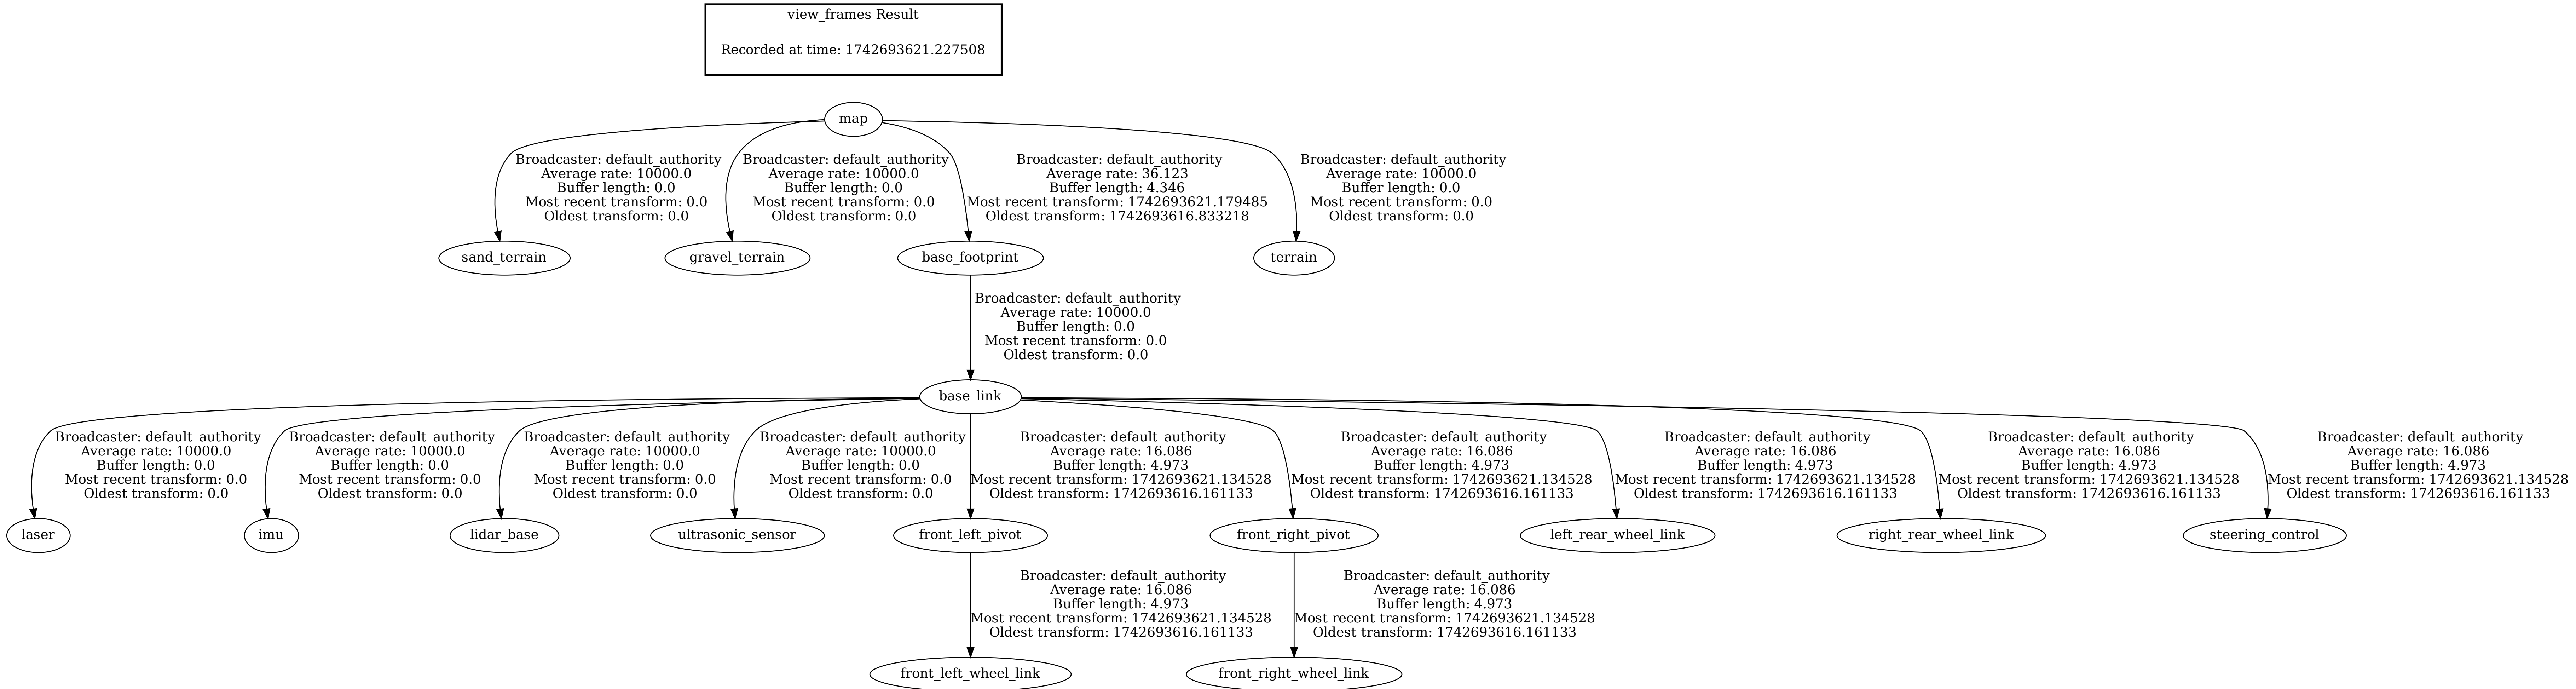 view_frames Result
Recorded at time: 1742693621.227508
map
Broadcaster: default_authority
Average rate: 10000.0
Buffer length: 0.0
Most recent transform: 0.0
Oldest transform: 0.0
Broadcaster: default_authority
Average rate: 10000.0
Buffer length: 0.0
Most recent transform: 0.0
Oldest transform: 0.0
Broadcaster: default_authority
Average rate: 36.123
Buffer length: 4.346
Most recent transform: 1742693621.179485
Oldest transform: 1742693616.833218
Broadcaster: default_authority
Average rate: 10000.0
Buffer length: 0.0
Most recent transform: 0.0
Oldest transform: 0.0
sand_terrain
gravel_terrain
base_footprint
terrain
Broadcaster: default_authority
Average rate: 10000.0
Buffer length: 0.0
Most recent transform: 0.0
Oldest transform: 0.0
base_link
Broadcaster: default_authority
Average rate: 10000.0
Buffer length: 0.0
Most recent transform: 0.0
Oldest transform: 0.0
Broadcaster: default_authority
Average rate: 10000.0
Buffer length: 0.0
Most recent transform: 0.0
Oldest transform: 0.0
Broadcaster: default_authority
Average rate: 10000.0
Buffer length: 0.0
Most recent transform: 0.0
Oldest transform: 0.0
Broadcaster: default_authority
Average rate: 10000.0
Buffer length: 0.0
Most recent transform: 0.0
Oldest transform: 0.0
Broadcaster: default_authority
Average rate: 16.086
Buffer length: 4.973
Most recent transform: 1742693621.134528
Oldest transform: 1742693616.161133
Broadcaster: default_authority
Average rate: 16.086
Buffer length: 4.973
Most recent transform: 1742693621.134528
Oldest transform: 1742693616.161133
Broadcaster: default_authority
Average rate: 16.086
Buffer length: 4.973
Most recent transform: 1742693621.134528
Oldest transform: 1742693616.161133
Broadcaster: default_authority
Average rate: 16.086
Buffer length: 4.973
Most recent transform: 1742693621.134528
Oldest transform: 1742693616.161133
Broadcaster: default_authority
Average rate: 16.086
Buffer length: 4.973
Most recent transform: 1742693621.134528
Oldest transform: 1742693616.161133
laser
imu
lidar_base
ultrasonic_sensor
front_left_pivot
front_right_pivot
left_rear_wheel_link
right_rear_wheel_link
steering_control
Broadcaster: default_authority
Average rate: 16.086
Buffer length: 4.973
Most recent transform: 1742693621.134528
Oldest transform: 1742693616.161133
Broadcaster: default_authority
Average rate: 16.086
Buffer length: 4.973
Most recent transform: 1742693621.134528
Oldest transform: 1742693616.161133
front_left_wheel_link
front_right_wheel_link